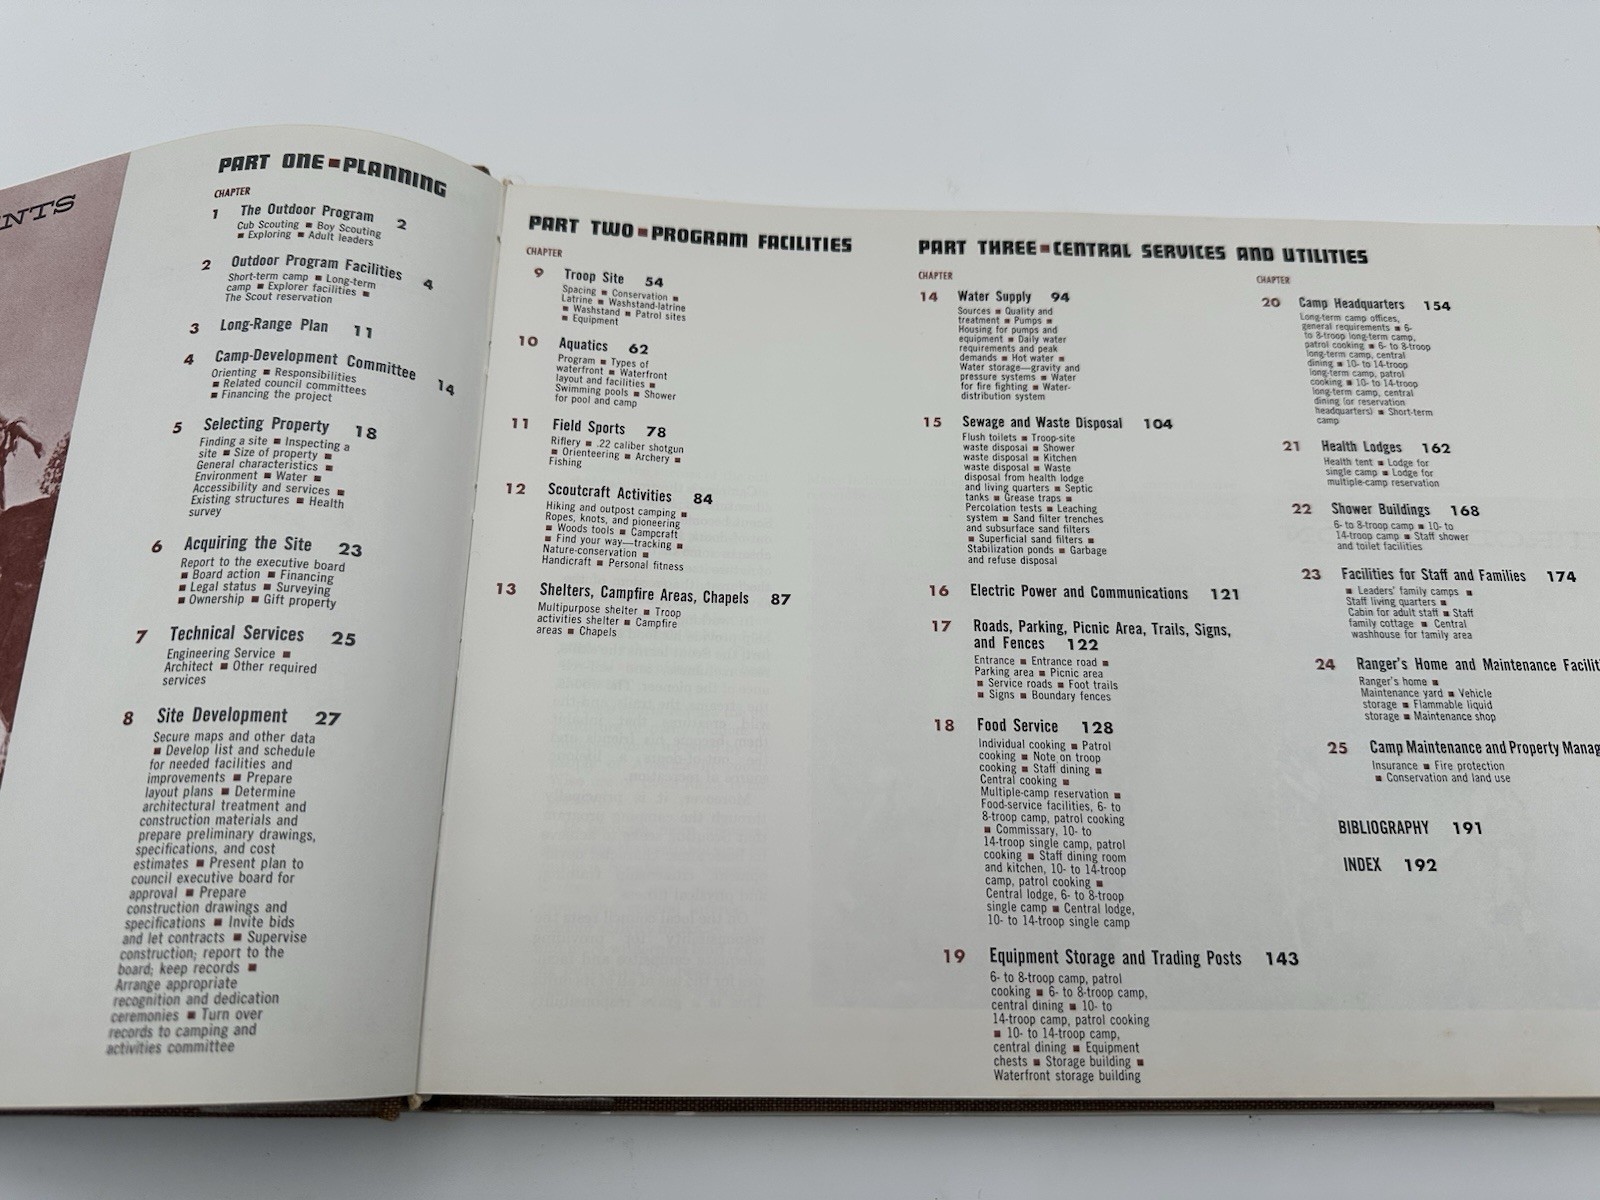 NTS
PART ONE ▪ PLANNING
CHAPTER
1 The Outdoor Program 2
Cub Scouting ▪ Boy Scouting
▪ Exploring ▪ Adult leaders
2 Outdoor Program Facilities 4
Short-term camp ▪ Long-term
camp ▪ Explorer facilities ▪
The Scout reservation
3 Long-Range Plan 11
4 Camp-Development Committee 14
Orienting ▪ Responsibilities
▪ Related council committees
▪ Financing the project
5 Selecting Property 18
Finding a site ▪ Inspecting a
site ▪ Size of property ▪
General characteristics ▪
Environment ▪ Water ▪
Accessibility and services ▪
Existing structures ▪ Health
survey
6 Acquiring the Site 23
Report to the executive board
▪ Board action ▪ Financing
▪ Legal status ▪ Surveying
▪ Ownership ▪ Gift property
7 Technical Services 25
Engineering Service ▪
Architect ▪ Other required
services
8 Site Development 27
Secure maps and other data
▪ Develop list and schedule
for needed facilities and
improvements ▪ Prepare
layout plans ▪ Determine
architectural treatment and
construction materials and
prepare preliminary drawings,
specifications, and cost
estimates ▪ Present plan to
council executive board for
approval ▪ Prepare
construction drawings and
specifications ▪ Invite bids
and let contracts ▪ Supervise
construction; report to the
board; keep records ▪
Arrange appropriate
recognition and dedication
ceremonies ▪ Turn over
records to camping and
activities committee
PART TWO ▪ PROGRAM FACILITIES
CHAPTER
9 Troop Site 54
Spacing ▪ Conservation ▪
Latrine ▪ Washstand-latrine
▪ Washstand ▪ Patrol sites
▪ Equipment
10 Aquatics 62
Program ▪ Types of
waterfront ▪ Waterfront
layout and facilities ▪
Swimming pools ▪ Shower
for pool and camp
11 Field Sports 78
Riflery ▪ .22 caliber shotgun
▪ Orienteering ▪ Archery ▪
Fishing
12 Scoutcraft Activities 84
Hiking and outpost camping ▪
Ropes, knots, and pioneering
▪ Woods tools ▪ Campcraft
▪ Find your way—tracking ▪
Nature-conservation ▪
Handicraft ▪ Personal fitness
13 Shelters, Campfire Areas, Chapels 87
Multipurpose shelter ▪ Troop
activities shelter ▪ Campfire
areas ▪ Chapels
PART THREE ▪ CENTRAL SERVICES AND UTILITIES
CHAPTER
14 Water Supply 94
Sources ▪ Quality and
treatment ▪ Pumps ▪
Housing for pumps and
equipment ▪ Daily water
requirements and peak
demands ▪ Hot water ▪
Water storage—gravity and
pressure systems ▪ Water
for fire fighting ▪ Water-
distribution system
15 Sewage and Waste Disposal 104
Flush toilets ▪ Troop-site
waste disposal ▪ Shower
waste disposal ▪ Kitchen
waste disposal ▪ Waste
disposal from health lodge
and living quarters ▪ Septic
tanks ▪ Grease traps ▪
Percolation tests ▪ Leaching
system ▪ Sand filter trenches
and subsurface sand filters
▪ Superficial sand filters ▪
Stabilization ponds ▪ Garbage
and refuse disposal
16 Electric Power and Communications 121
17 Roads, Parking, Picnic Area, Trails, Signs,
and Fences 122
Entrance ▪ Entrance road ▪
Parking area ▪ Picnic area
▪ Service roads ▪ Foot trails
▪ Signs ▪ Boundary fences
18 Food Service 128
Individual cooking ▪ Patrol
cooking ▪ Note on troop
cooking ▪ Staff dining ▪
Central cooking ▪
Multiple-camp reservation ▪
Food-service facilities, 6- to
8-troop camp, patrol cooking
▪ Commissary, 10- to
14-troop single camp, patrol
cooking ▪ Staff dining room
and kitchen, 10- to 14-troop
camp, patrol cooking ▪
Central lodge, 6- to 8-troop
single camp ▪ Central lodge,
10- to 14-troop single camp
19 Equipment Storage and Trading Posts 143
6- to 8-troop camp, patrol
cooking ▪ 6- to 8-troop camp,
central dining ▪ 10- to
14-troop camp, patrol cooking
▪ 10- to 14-troop camp,
central dining ▪ Equipment
chests ▪ Storage building ▪
Waterfront storage building
CHAPTER
20 Camp Headquarters 154
Long-term camp offices,
general requirements ▪ 6-
to 8-troop long-term camp,
patrol cooking ▪ 6- to 8-troop
long-term camp, central
dining ▪ 10- to 14-troop
long-term camp, patrol
cooking ▪ 10- to 14-troop
long-term camp, central
dining (or reservation
headquarters) ▪ Short-term
camp
21 Health Lodges 162
Health tent ▪ Lodge for
single camp ▪ Lodge for
multiple-camp reservation
22 Shower Buildings 168
6- to 8-troop camp ▪ 10- to
14-troop camp ▪ Staff shower
and toilet facilities
23 Facilities for Staff and Families 174
▪ Leaders' family camps ▪
Staff living quarters ▪
Cabin for adult staff ▪ Staff
family cottage ▪ Central
washhouse for family area
24 Ranger's Home and Maintenance Facilit
Ranger's home ▪
Maintenance yard ▪ Vehicle
storage ▪ Flammable liquid
storage ▪ Maintenance shop
25 Camp Maintenance and Property Manag
Insurance ▪ Fire protection
▪ Conservation and land use
BIBLIOGRAPHY 191
INDEX 192